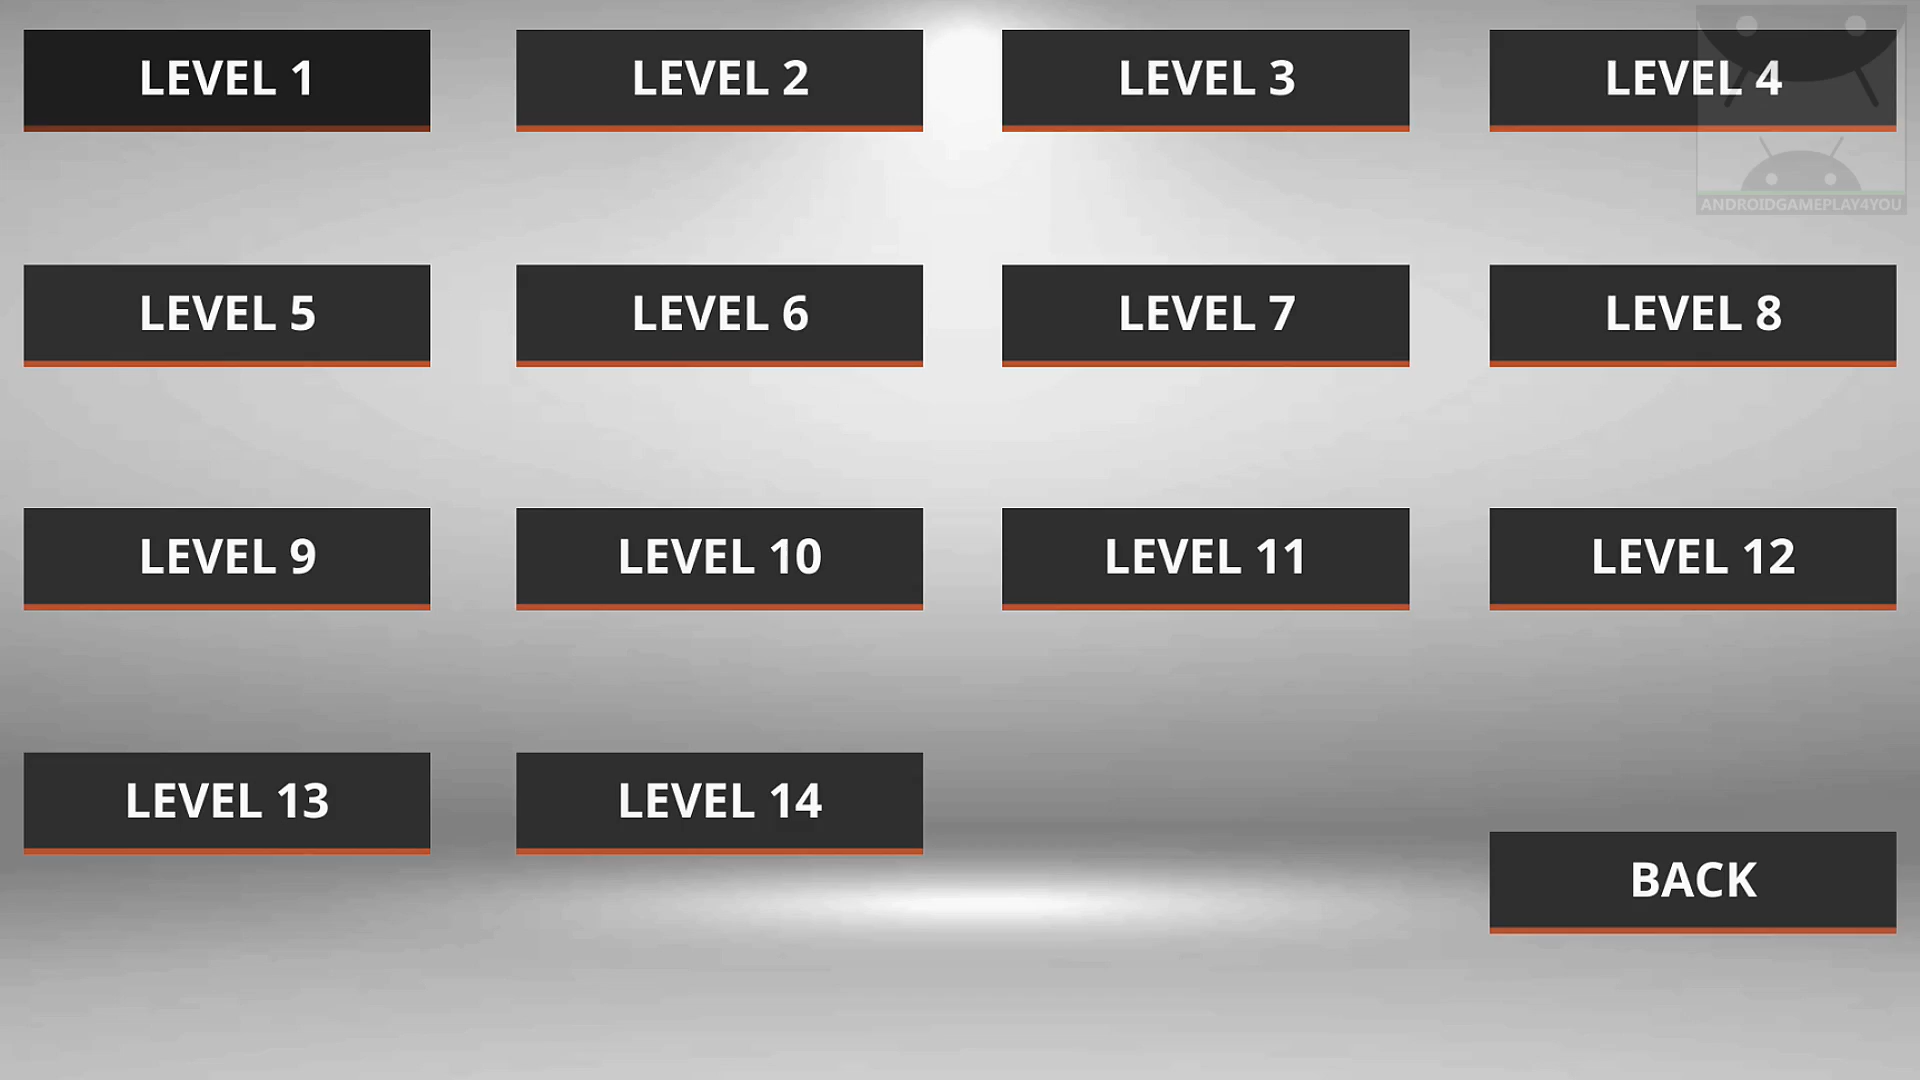 LEVEL 1
LEVEL 2
LEVEL 3
LEVEL 4
ANDROIDGAMEPLAY4YOU
LEVEL 5
LEVEL 6
LEVEL 7
LEVEL 8
LEVEL 9
LEVEL 10
LEVEL 11
LEVEL 12
LEVEL 13
LEVEL 14
BACK